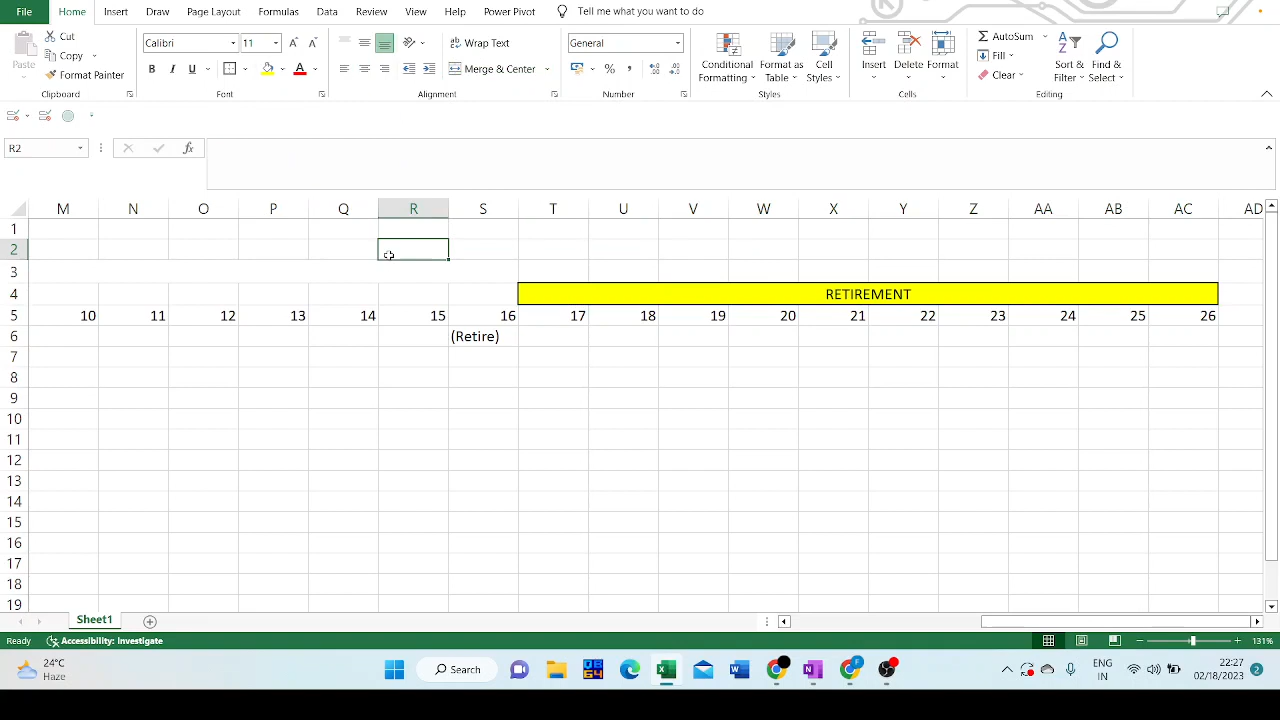 File Home Insert Draw Page Layout Formulas Data Review View Help Power Pivot Tell me what you want to do
Cut Calibri 11 Wrap Text General AutoSum
Paste Copy Conditional Format as Cell Insert Delete Format Fill Sort & Find &
Format Painter B U Merge & Center % , Formatting Table Styles Clear Filter Select
Clipboard Font Alignment Number Styles Cells Editing
R2 fx
M N O P Q R S T U V W X Y Z AA AB AC AD
1
2
3
4 RETIREMENT
5 10 11 12 13 14 15 16 17 18 19 20 21 22 23 24 25 26
6 (Retire)
7
8
9
10
11
12
13
14
15
16
17
18
19
Sheet1
Ready Accessibility: Investigate 131%
24°C Search ENG 22:27
Haze IN 02/18/2023 2